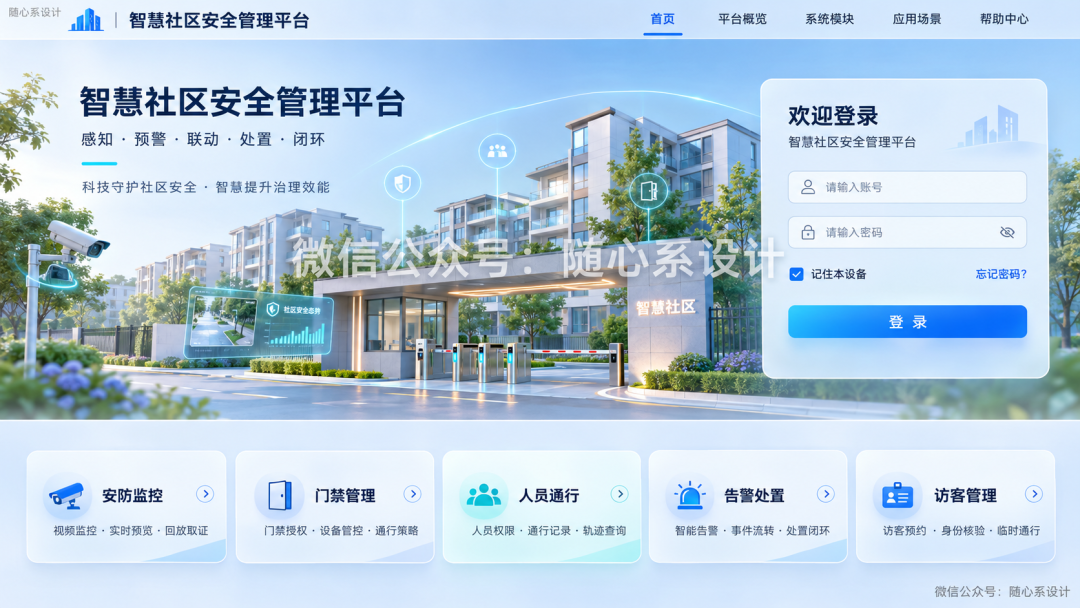 随心系设计
智慧社区安全管理平台
首页
平台概览
系统模块
应用场景
帮助中心
智慧社区安全管理平台
感知 · 预警 · 联动 · 处置 · 闭环
科技守护社区安全 · 智慧提升治理效能
欢迎登录
智慧社区安全管理平台
请输入账号
请输入密码
记住本设备
忘记密码?
登 录
微信公众号：随心系设计
社区安全态势
智慧社区
安防监控
视频监控 · 实时预览 · 回放取证
门禁管理
门禁授权 · 设备管控 · 通行策略
人员通行
人员权限 · 通行记录 · 轨迹查询
告警处置
智能告警 · 事件流转 · 处置闭环
访客管理
访客预约 · 身份核验 · 临时通行
微信公众号：随心系设计